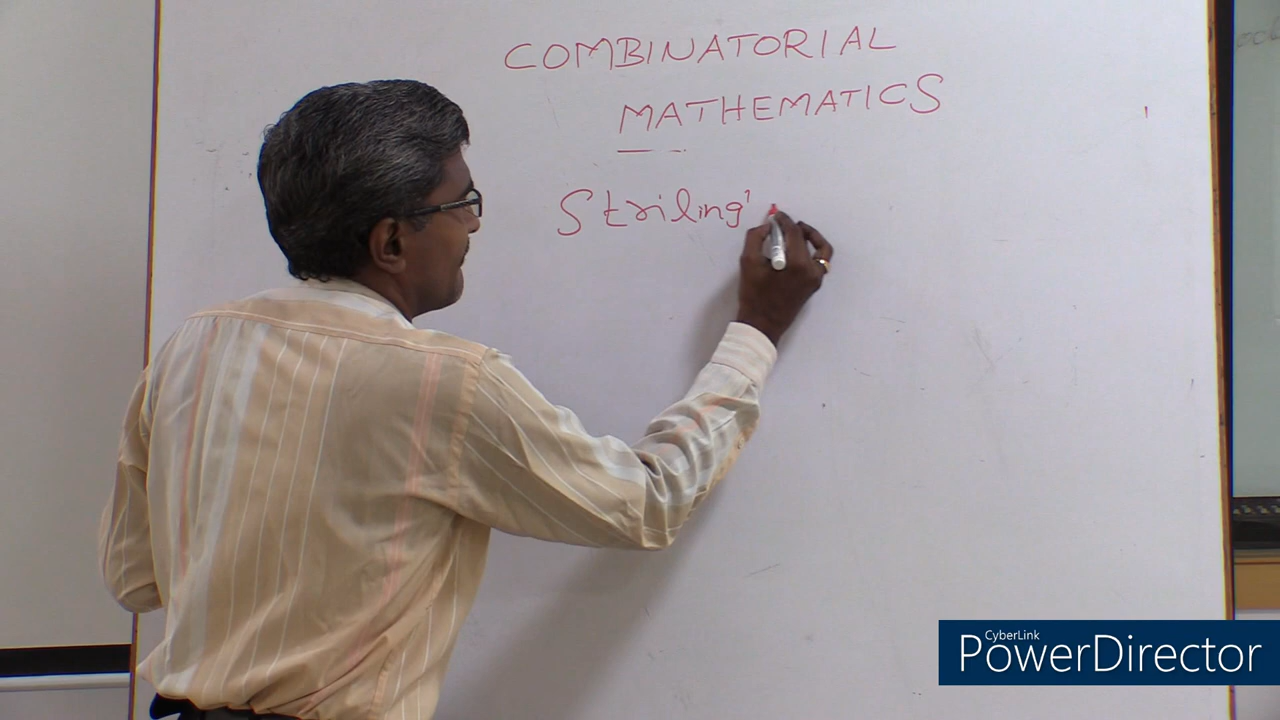 COMBINATORIAL
MATHEMATICS
Striling'
CyberLink
PowerDirector